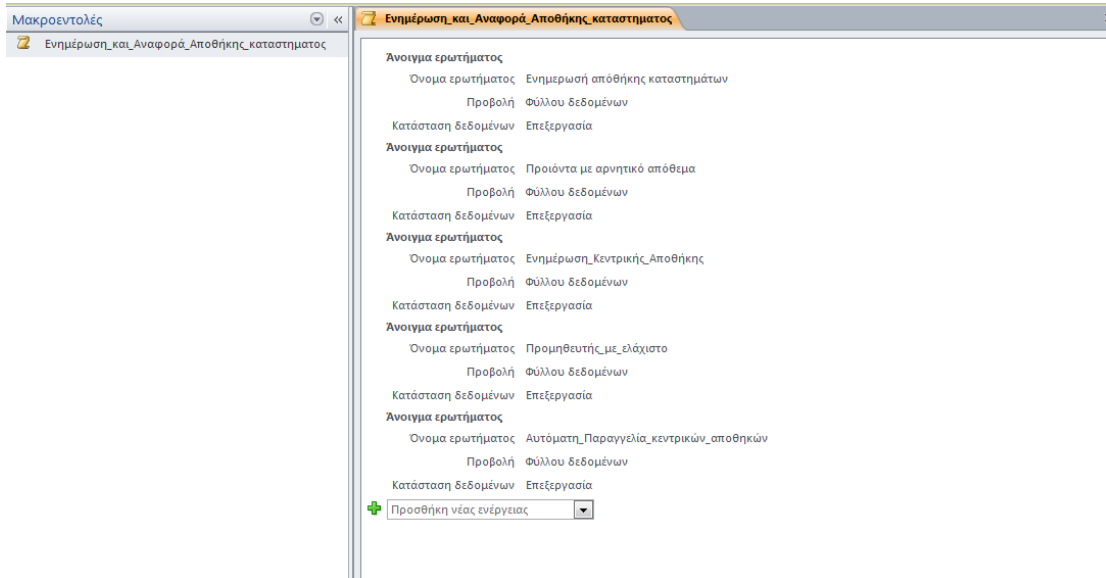 Μακροεντολές
«
Ενημέρωση_και_Αναφορά_Αποθήκης_καταστηματος
Ενημέρωση_και_Αναφορά_Αποθήκης_καταστηματος
Άνοιγμα ερωτήματος
Όνομα ερωτήματος Ενημερωσή απόθήκης καταστημάτων
Προβολή Φύλλου δεδομένων
Κατάσταση δεδομένων Επεξεργασία
Άνοιγμα ερωτήματος
Όνομα ερωτήματος Προιόντα με αρνητικό απόθεμα
Προβολή Φύλλου δεδομένων
Κατάσταση δεδομένων Επεξεργασία
Άνοιγμα ερωτήματος
Όνομα ερωτήματος Ενημέρωση_Κεντρικής_Αποθήκης
Προβολή Φύλλου δεδομένων
Κατάσταση δεδομένων Επεξεργασία
Άνοιγμα ερωτήματος
Όνομα ερωτήματος Προμηθευτής_με_ελάχιστο
Προβολή Φύλλου δεδομένων
Κατάσταση δεδομένων Επεξεργασία
Άνοιγμα ερωτήματος
Όνομα ερωτήματος Αυτόματη_Παραγγελία_κεντρικών_αποθηκών
Προβολή Φύλλου δεδομένων
Κατάσταση δεδομένων Επεξεργασία
Προσθήκη νέας ενέργειας